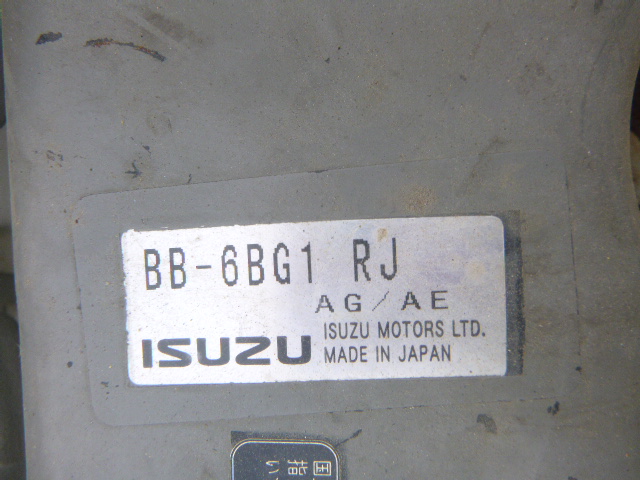 BB-6BG1 RJ
AG/AE
ISUZU
ISUZU MOTORS LTD.
MADE IN JAPAN